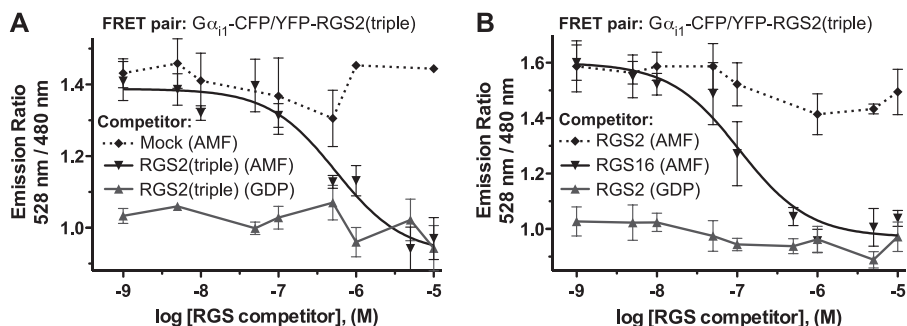 A
FRET pair: Gαi1-CFP/YFP-RGS2(triple)
Emission Ratio
528 nm / 480 nm
1.4
1.2
1.0
Competitor:
Mock (AMF)
RGS2(triple) (AMF)
RGS2(triple) (GDP)
-9
-8
-7
-6
-5
log [RGS competitor], (M)
B
FRET pair: Gαi1-CFP/YFP-RGS2(triple)
Emission Ratio
528 nm / 480 nm
1.6
1.4
1.2
1.0
Competitor:
RGS2 (AMF)
RGS16 (AMF)
RGS2 (GDP)
-9
-8
-7
-6
-5
log [RGS competitor], (M)